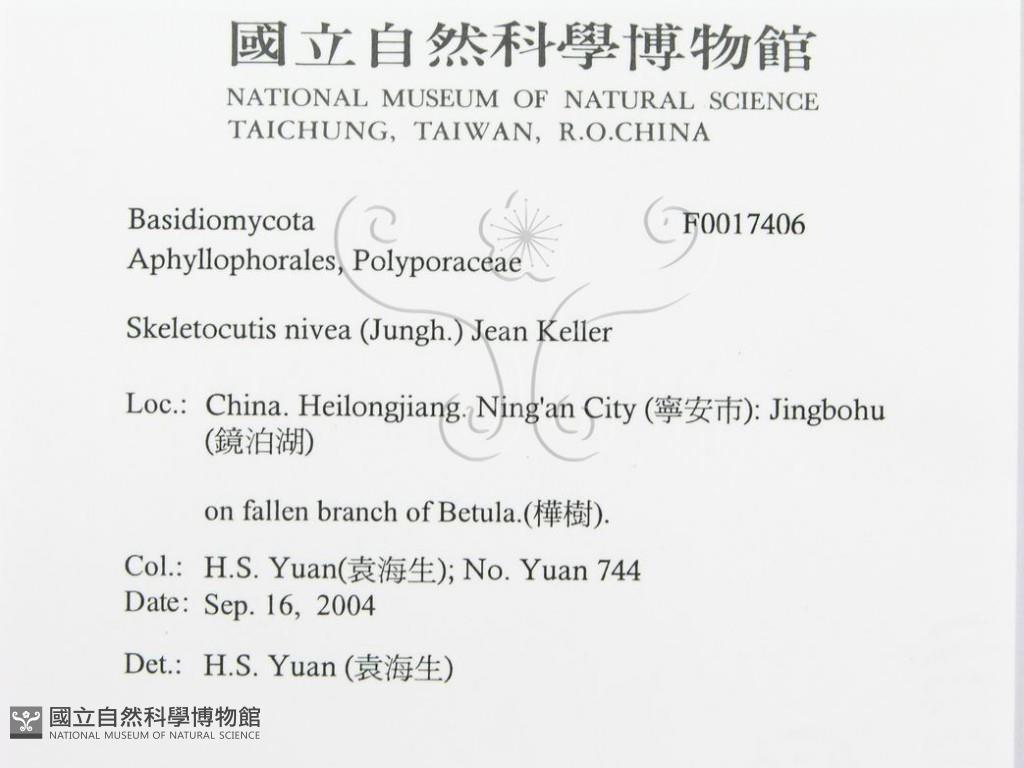 國立自然科學博物館
NATIONAL MUSEUM OF NATURAL SCIENCE
TAICHUNG, TAIWAN, R.O.CHINA
Basidiomycota F0017406
Aphyllophorales, Polyporaceae
Skeletocutis nivea (Jungh.) Jean Keller
Loc.: China. Heilongjiang. Ning'an City (寧安市): Jingbohu
(鏡泊湖)
on fallen branch of Betula.(樺樹).
Col.: H.S. Yuan(袁海生); No. Yuan 744
Date: Sep. 16, 2004
Det.: H.S. Yuan (袁海生)
國立自然科學博物館
NATIONAL MUSEUM OF NATURAL SCIENCE